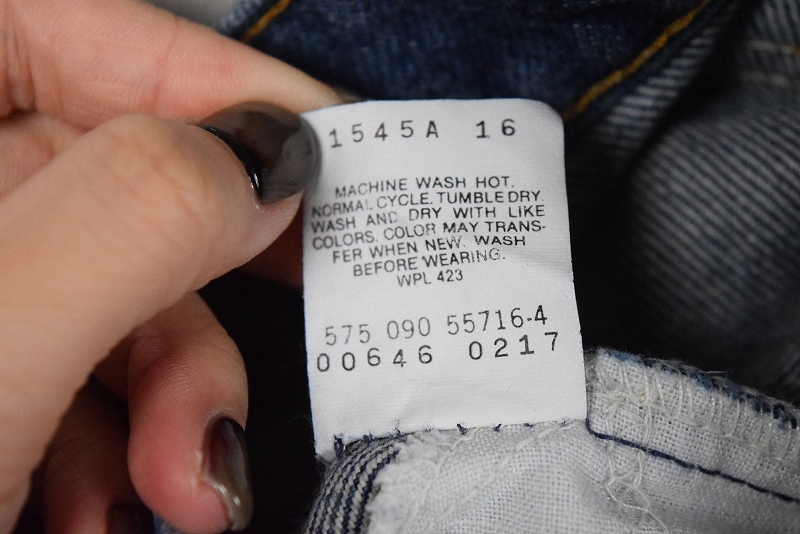 1545A 16
MACHINE WASH HOT.
NORMAL CYCLE. TUMBLE DRY.
WASH AND DRY WITH LIKE
COLORS. COLOR MAY TRANS-
FER WHEN NEW. WASH
BEFORE WEARING.
WPL 423
575 090 55716-4
00646 0217